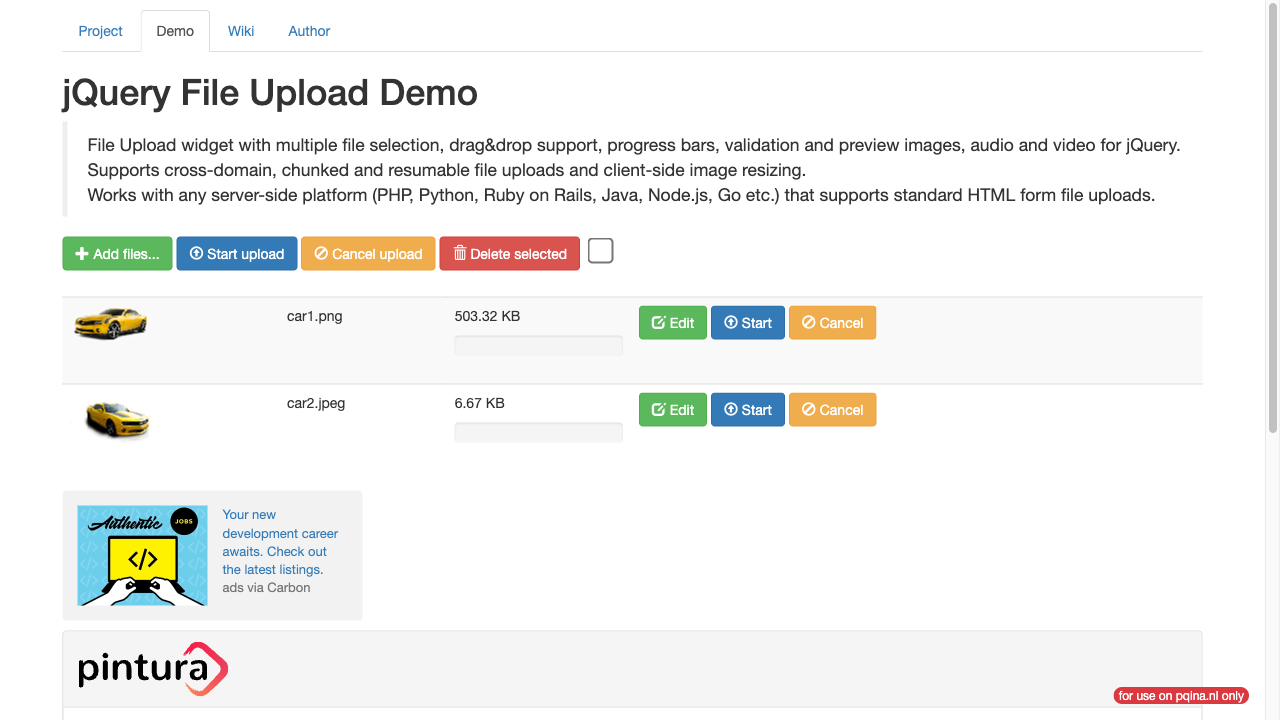 Project Demo Wiki Author
jQuery File Upload Demo
File Upload widget with multiple file selection, drag&drop support, progress bars, validation and preview images, audio and video for jQuery.
Supports cross-domain, chunked and resumable file uploads and client-side image resizing.
Works with any server-side platform (PHP, Python, Ruby on Rails, Java, Node.js, Go etc.) that supports standard HTML form file uploads.
Add files... Start upload Cancel upload Delete selected
car1.png 503.32 KB Edit Start Cancel
car2.jpeg 6.67 KB Edit Start Cancel
Authentic JOBS
</>
Your new
development career
awaits. Check out
the latest listings.
ads via Carbon
pintura
for use on pqina.nl only